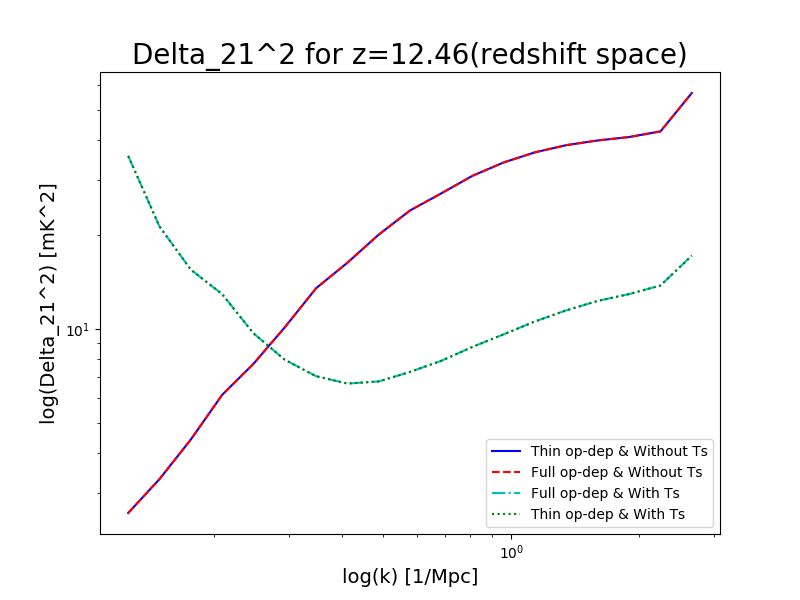 Delta_21^2 for z=12.46(redshift space)
log(Delta_21^2) [mK^2]
10^1
Thin op-dep & Without Ts
Full op-dep & Without Ts
Full op-dep & With Ts
Thin op-dep & With Ts
10^0
log(k) [1/Mpc]